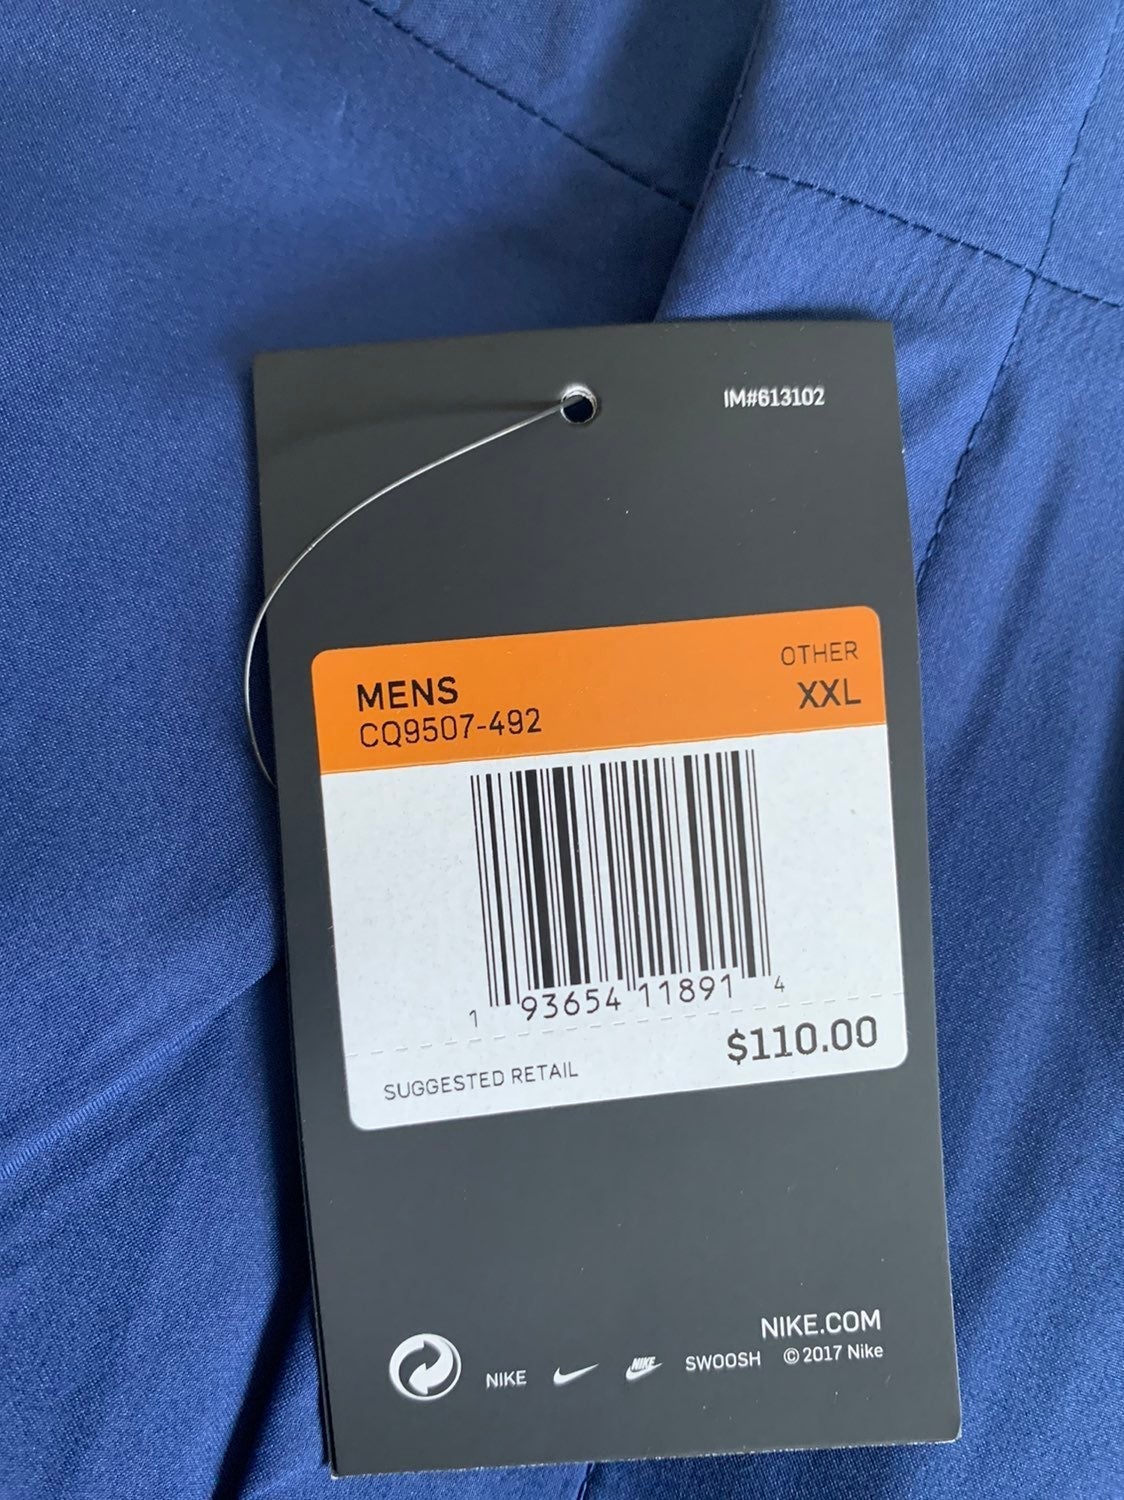 IM#613102
OTHER
MENS XXL
CQ9507-492
1 93654 11891 4
$110.00
SUGGESTED RETAIL
NIKE.COM
NIKE NIKE SWOOSH © 2017 Nike